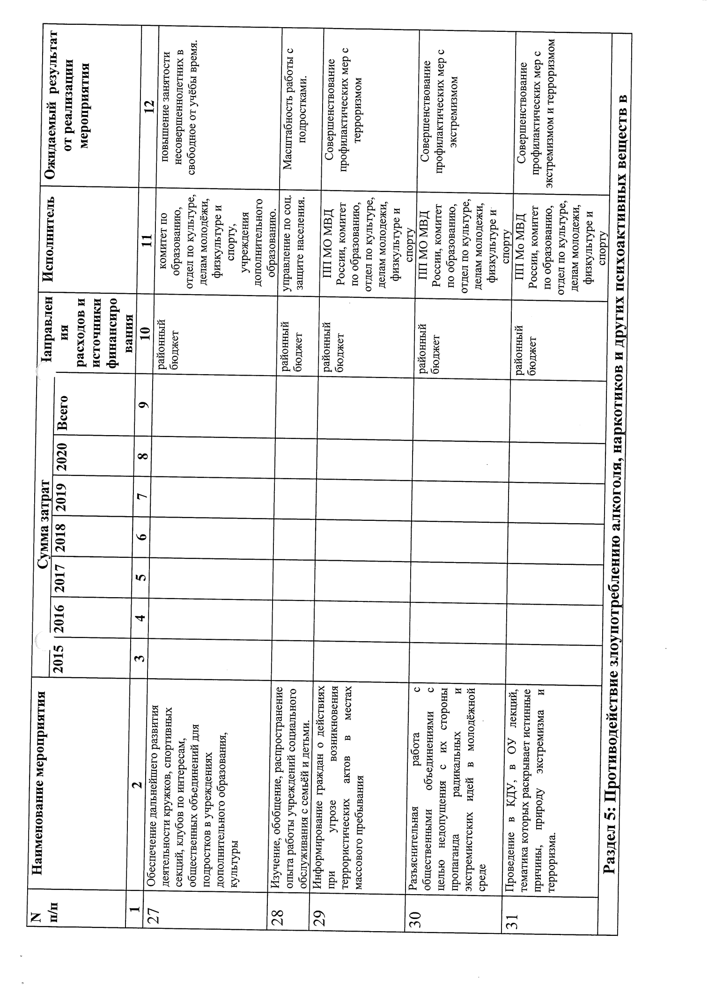 N
п/п
Наименование мероприятия
Сумма затрат
2015
2016
2017
2018
2019
2020
Всего
Направлен
ия
расходов и
источники
финансиро
вания
Исполнитель
Ожидаемый результат
от реализации
мероприятия
1
2
3
4
5
6
7
8
9
10
11
12
27
Обеспечение дальнейшего развития
деятельности кружков, спортивных
секций, клубов по интересам,
общественных объединений для
подростков в учреждениях
дополнительного образования,
культуры
районный
бюджет
комитет по
образованию,
отдел по культуре,
делам молодёжи,
физкультуре и
спорту,
учреждения
дополнительного
образованию.
повышение занятости
несовершеннолетних в
свободное от учёбы время.
28
Изучение, обобщение, распространение
опыта работы учреждений социального
обслуживания с семьёй и детьми.
районный
бюджет
управление по соц.
защите населения.
Масштабность работы с
подростками.
29
Информирование граждан о действиях
при угрозе возникновения
террористических актов в местах
массового пребывания
районный
бюджет
ПП МО МВД
России, комитет
по образованию,
отдел по культуре,
делам молодежи,
физкультуре и
спорту
Совершенствование
профилактических мер с
терроризмом
30
Разъяснительная работа с
общественными объединениями с
целью недопущения с их стороны
пропаганда радикальных и
экстремистских идей в молодёжной
среде
районный
бюджет
ПП МО МВД
России, комитет
по образованию,
отдел по культуре,
делам молодежи,
физкультуре и
спорту
Совершенствование
профилактических мер с
экстремизмом
31
Проведение в КДУ, в ОУ лекций,
тематика которых раскрывает истинные
причины, природу экстремизма и
терроризма.
районный
бюджет
ПП Мо МВД
России, комитет
по образованию,
отдел по культуре,
делам молодежи,
физкультуре и
спорту
Совершенствование
профилактических мер с
экстремизмом и терроризмом
Раздел 5: Противодействие злоупотреблению алкоголя, наркотиков и других психоактивных веществ в